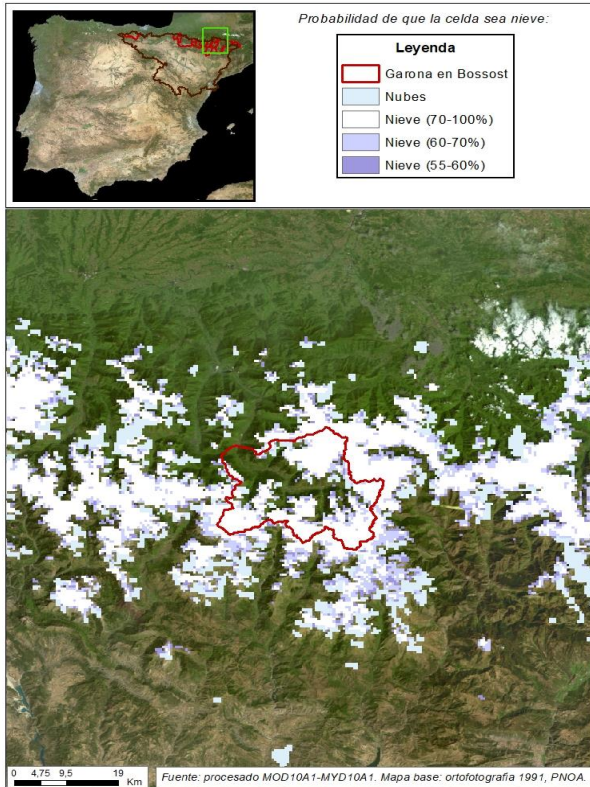 Probabilidad de que la celda sea nieve:
Leyenda
Garona en Bossost
Nubes
Nieve (70-100%)
Nieve (60-70%)
Nieve (55-60%)
0 4,75 9,5 19
Km
Fuente: procesado MOD10A1-MYD10A1. Mapa base: ortofotografia 1991, PNOA.